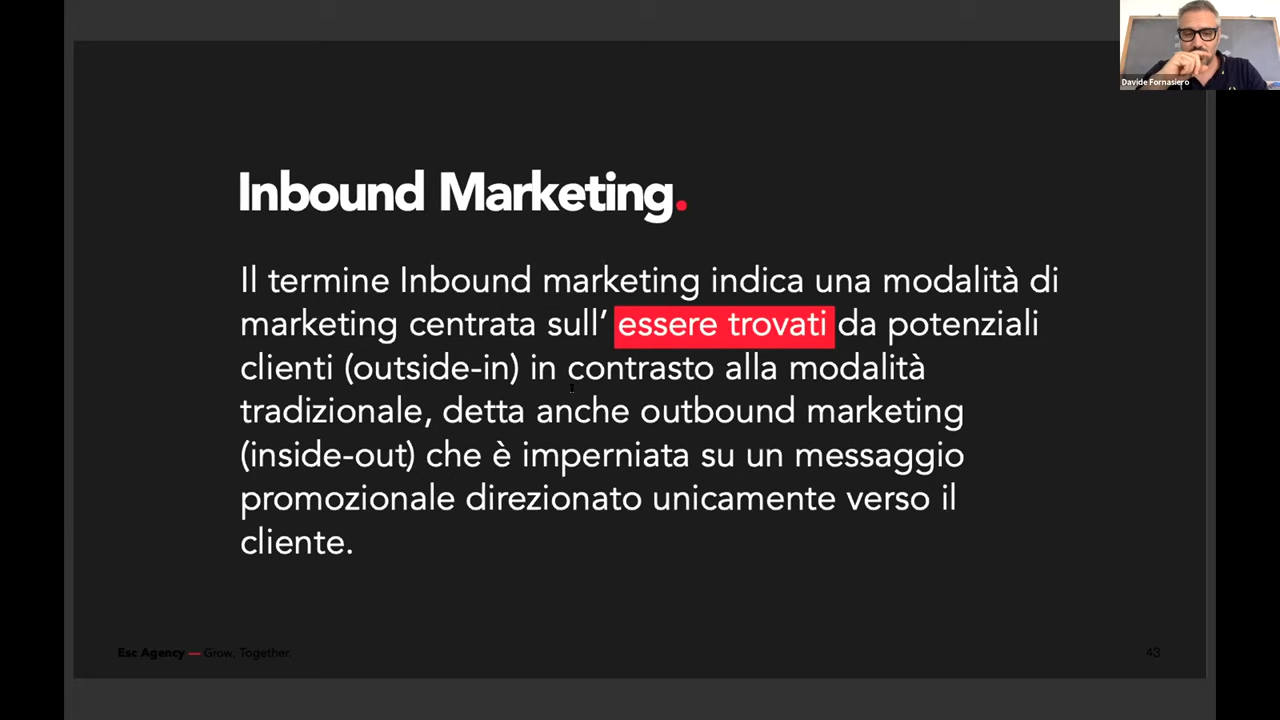 Davide Fornasiero
Inbound Marketing.
Il termine Inbound marketing indica una modalità di
marketing centrata sull’ essere trovati da potenziali
clienti (outside-in) in contrasto alla modalità
tradizionale, detta anche outbound marketing
(inside-out) che è imperniata su un messaggio
promozionale direzionato unicamente verso il
cliente.
Esc Agency — Grow. Together.
43